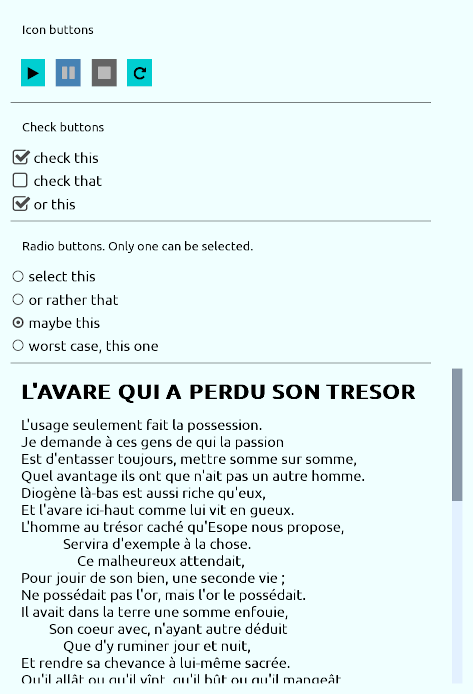 Icon buttons
Check buttons
check this
check that
or this
Radio buttons. Only one can be selected.
select this
or rather that
maybe this
worst case, this one
L'AVARE QUI A PERDU SON TRESOR
L'usage seulement fait la possession.
Je demande à ces gens de qui la passion
Est d'entasser toujours, mettre somme sur somme,
Quel avantage ils ont que n'ait pas un autre homme.
Diogène là-bas est aussi riche qu'eux,
Et l'avare ici-haut comme lui vit en gueux.
L'homme au trésor caché qu'Esope nous propose,
Servira d'exemple à la chose.
Ce malheureux attendait,
Pour jouir de son bien, une seconde vie ;
Ne possédait pas l'or, mais l'or le possédait.
Il avait dans la terre une somme enfouie,
Son coeur avec, n'ayant autre déduit
Que d'y ruminer jour et nuit,
Et rendre sa chevance à lui-même sacrée.
Qu'il allât ou qu'il vînt, qu'il bût ou qu'il mangeât